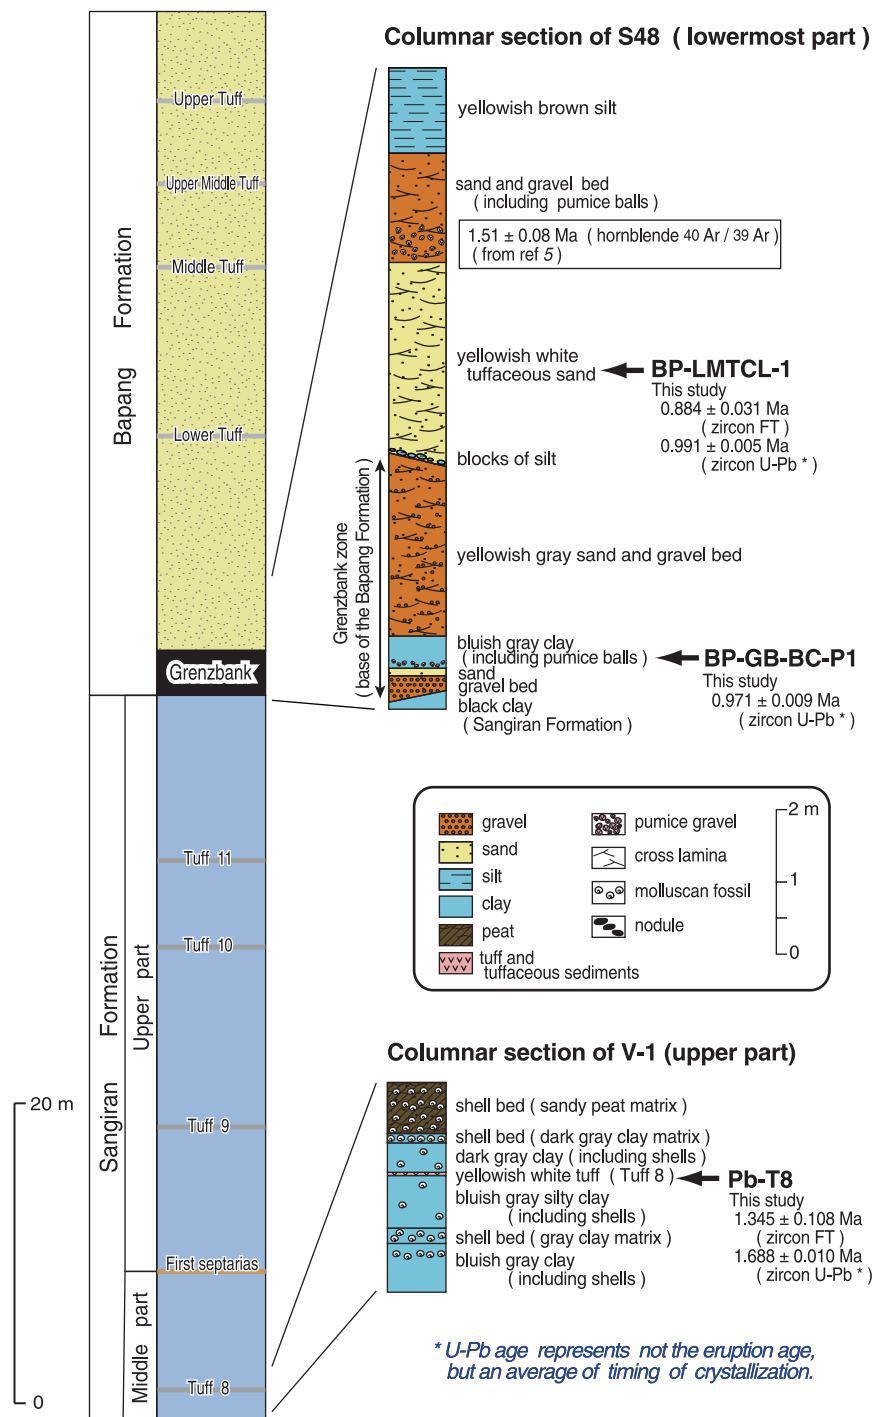 Bapang Formation
Upper Tuff
Upper Middle Tuff
Middle Tuff
Lower Tuff
Grenzbank
Sangiran Formation
Upper part
Middle part
Tuff 11
Tuff 10
Tuff 9
First septarias
Tuff 8
20 m
0
Columnar section of S48 ( lowermost part )
yellowish brown silt
sand and gravel bed
( including pumice balls )
1.51 ± 0.08 Ma ( hornblende 40 Ar / 39 Ar )
( from ref 5 )
yellowish white
tuffaceous sand
BP-LMTCL-1
This study
0.884 ± 0.031 Ma
( zircon FT )
0.991 ± 0.005 Ma
( zircon U-Pb * )
blocks of silt
Grenzbank zone
( base of the Bapang Formation )
yellowish gray sand and gravel bed
bluish gray clay
( including pumice balls )
BP-GB-BC-P1
This study
0.971 ± 0.009 Ma
( zircon U-Pb * )
sand
gravel bed
black clay
( Sangiran Formation )
gravel
sand
silt
clay
peat
tuff and
tuffaceous sediments
pumice gravel
cross lamina
molluscan fossil
nodule
2 m
1
0
Columnar section of V-1 (upper part)
shell bed ( sandy peat matrix )
shell bed ( dark gray clay matrix )
dark gray clay ( including shells )
yellowish white tuff ( Tuff 8 )
Pb-T8
This study
1.345 ± 0.108 Ma
( zircon FT )
1.688 ± 0.010 Ma
( zircon U-Pb * )
bluish gray silty clay
( including shells )
shell bed ( gray clay matrix )
bluish gray clay
( including shells )
* U-Pb age represents not the eruption age,
but an average of timing of crystallization.